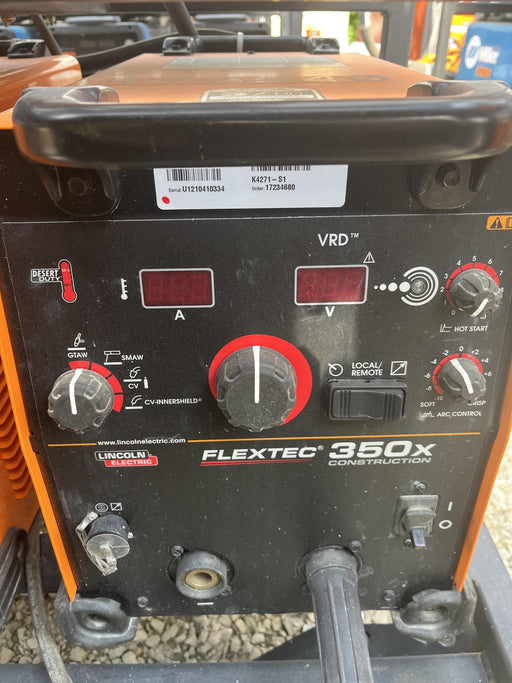 Miller
Serial: U1210410334
K4271-S1
Order: 17234680
VRD™
DESERT DUTY
A
V
HOT START
GTAW
SMAW
CV
CV-INNERSHIELD®
LOCAL/
REMOTE
SOFT
CRISP
ARC CONTROL
www.lincolnelectric.com
LINCOLN
ELECTRIC
FLEXTEC® 350X
CONSTRUCTION
I
O